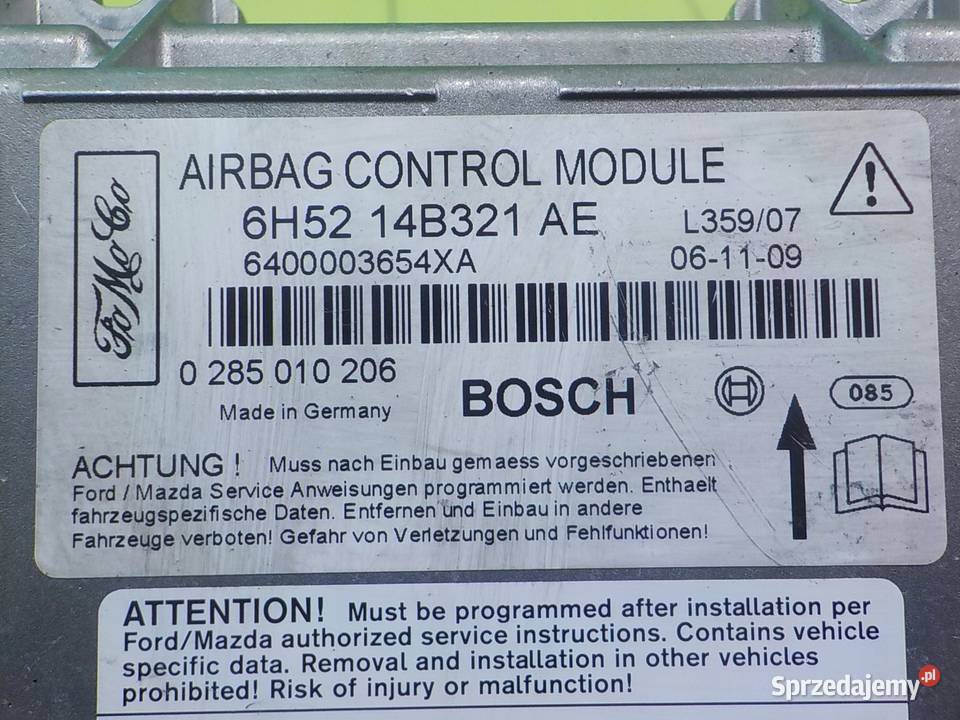 FoMoCo
AIRBAG CONTROL MODULE
6H52 14B321 AE L359/07
6400003654XA 06-11-09
0 285 010 206
Made in Germany BOSCH 085
ACHTUNG ! Muss nach Einbau gemaess vorgeschriebenen
Ford / Mazda Service Anweisungen programmiert werden. Enthaelt
fahrzeugspezifische Daten. Entfernen und Einbau in andere
Fahrzeuge verboten! Gefahr von Verletzungen und Fehlfunktionen!
ATTENTION! Must be programmed after installation per
Ford/Mazda authorized service instructions. Contains vehicle
specific data. Removal and installation in other vehicles
prohibited! Risk of injury or malfunction!
Sprzedajemy.pl